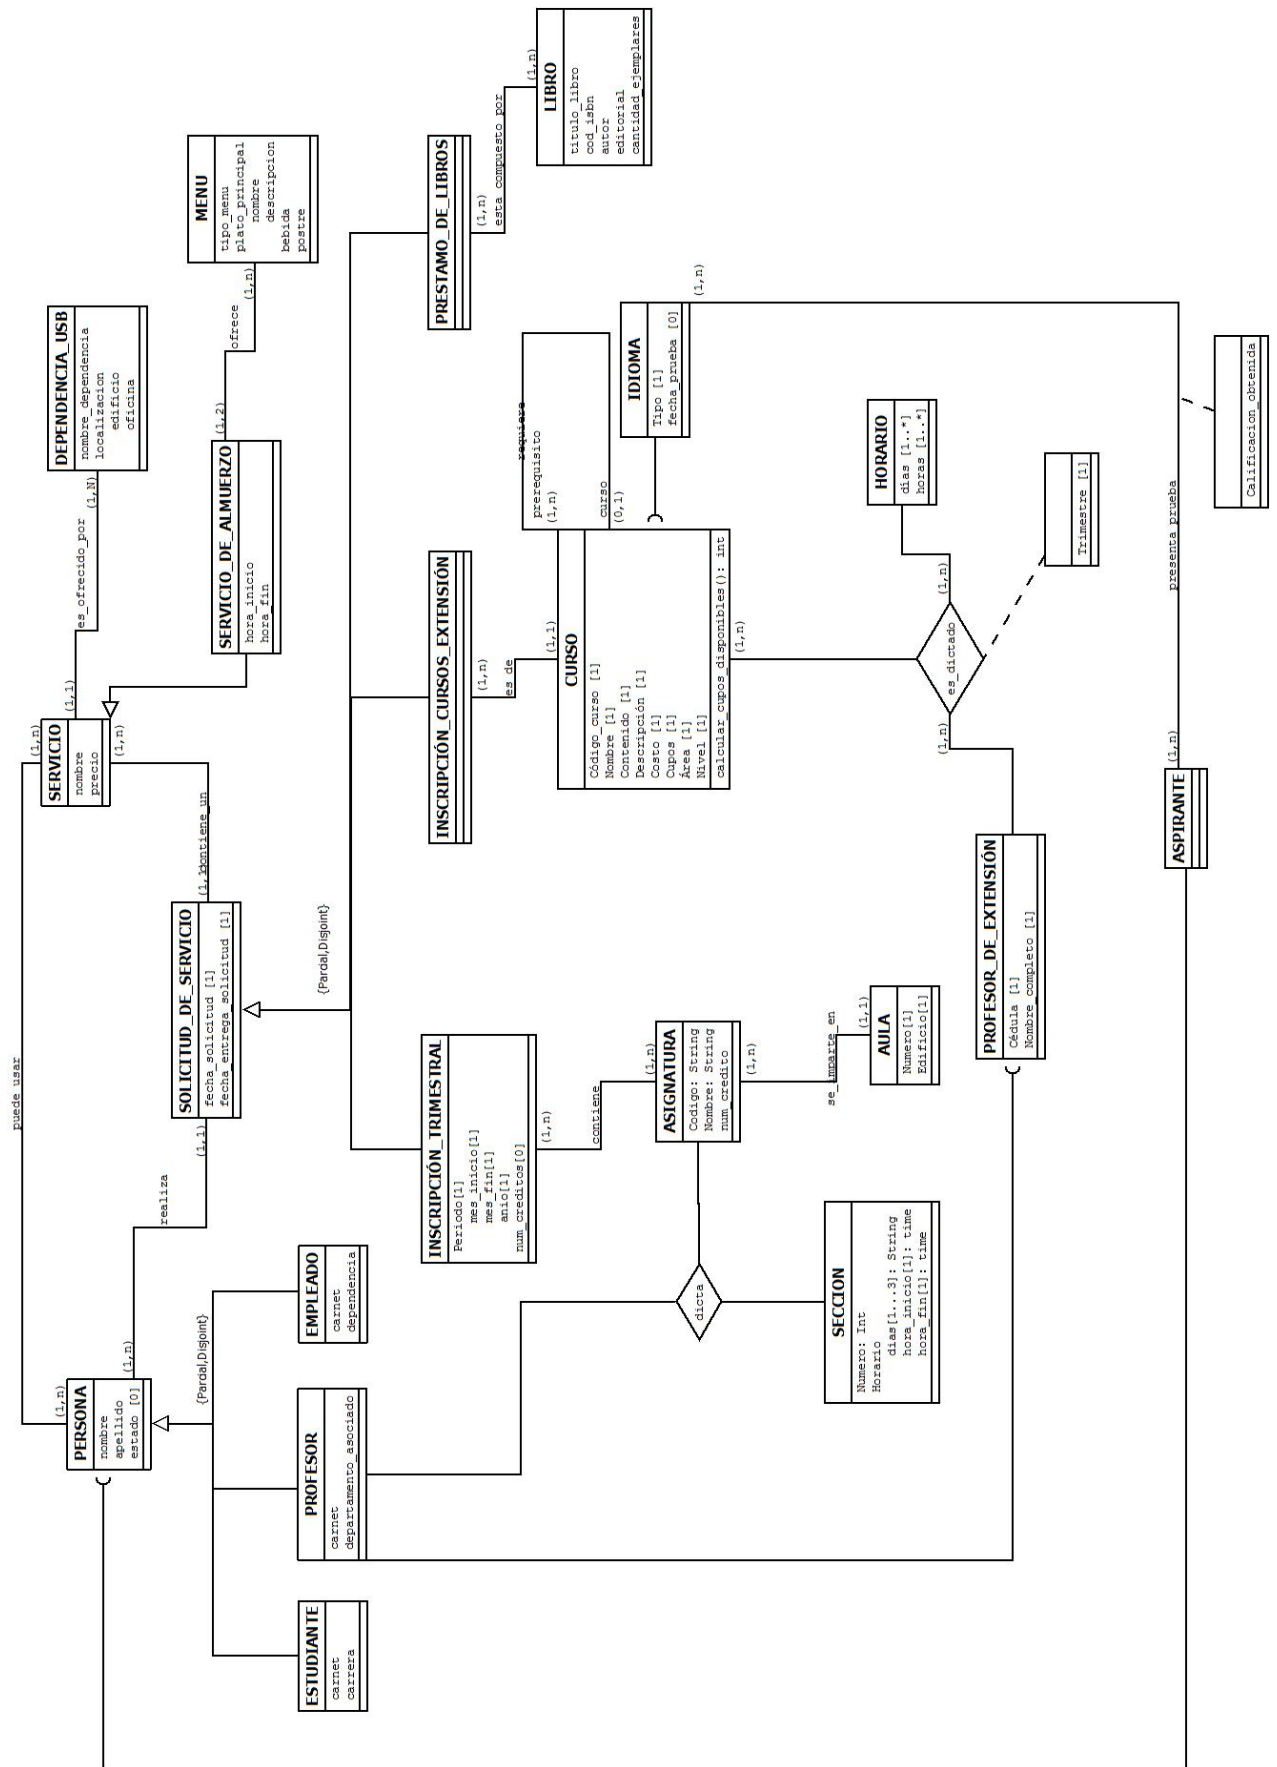 puede usar
(1,n)
PERSONA
nombre
apellido
estado [0]
(1,n)
realiza
{Pardal,Disjoint}
ESTUDIANTE
carnet
carrera
PROFESOR
carnet
departamento_asociado
EMPLEADO
carnet
dependencia
(1,1)
SOLICITUD_DE_SERVICIO
fecha_solicitud [1]
fecha_entrega_solicitud [1]
contiene_un
(1,n)
SERVICIO
nombre
precio
(1,n)
(1,1)
es_ofrecido_por
(1,N)
DEPENDENCIA_USB
nombre_dependencia
localizacion
edificio
oficina
SERVICIO_DE_ALMUERZO
hora_inicio
hora_fin
(1,2)
ofrece
(1,n)
MENU
tipo_menu
plato_principal
nombre
descripcion
bebida
postre
{Pardal,Disjoint}
INSCRIPCIÓN_TRIMESTRAL
Periodo[1]
mes_inicio[1]
mes_fin[1]
anio[1]
num_creditos[0]
(1,n)
contiene
(1,n)
ASIGNATURA
Codigo: String
Nombre: String
num_credito
(1,n)
se_imparte_en
(1,1)
AULA
Numero[1]
Edificio[1]
dicta
SECCION
Numero: Int
Horario
dias[1...3]: String
hora_inicio[1]: time
hora_fin[1]: time
INSCRIPCIÓN_CURSOS_EXTENSIÓN
(1,n)
es de
(1,1)
CURSO
Código_curso [1]
Nombre [1]
Contenido [1]
Descripción [1]
Costo [1]
Cupos [1]
Área [1]
Nivel [1]
calcular_cupos_disponibles(): int
requiere
prerequisito
(1,n)
curso
(0,1)
(1,n)
PRESTAMO_DE_LIBROS
(1,n)
esta compuesto por
(1,n)
LIBRO
titulo_libro
cod_isbn
autor
editorial
cantidad_ejemplares
IDIOMA
Tipo [1]
fecha_prueba [0]
(1,n)
HORARIO
días [1..*]
horas [1..*]
(1,n)
es_dictado
(1,n)
Trimestre [1]
PROFESOR_DE_EXTENSIÓN
Cédula [1]
Nombre_completo [1]
ASPIRANTE
(1,n)
presenta prueba
Calificacion_obtenida